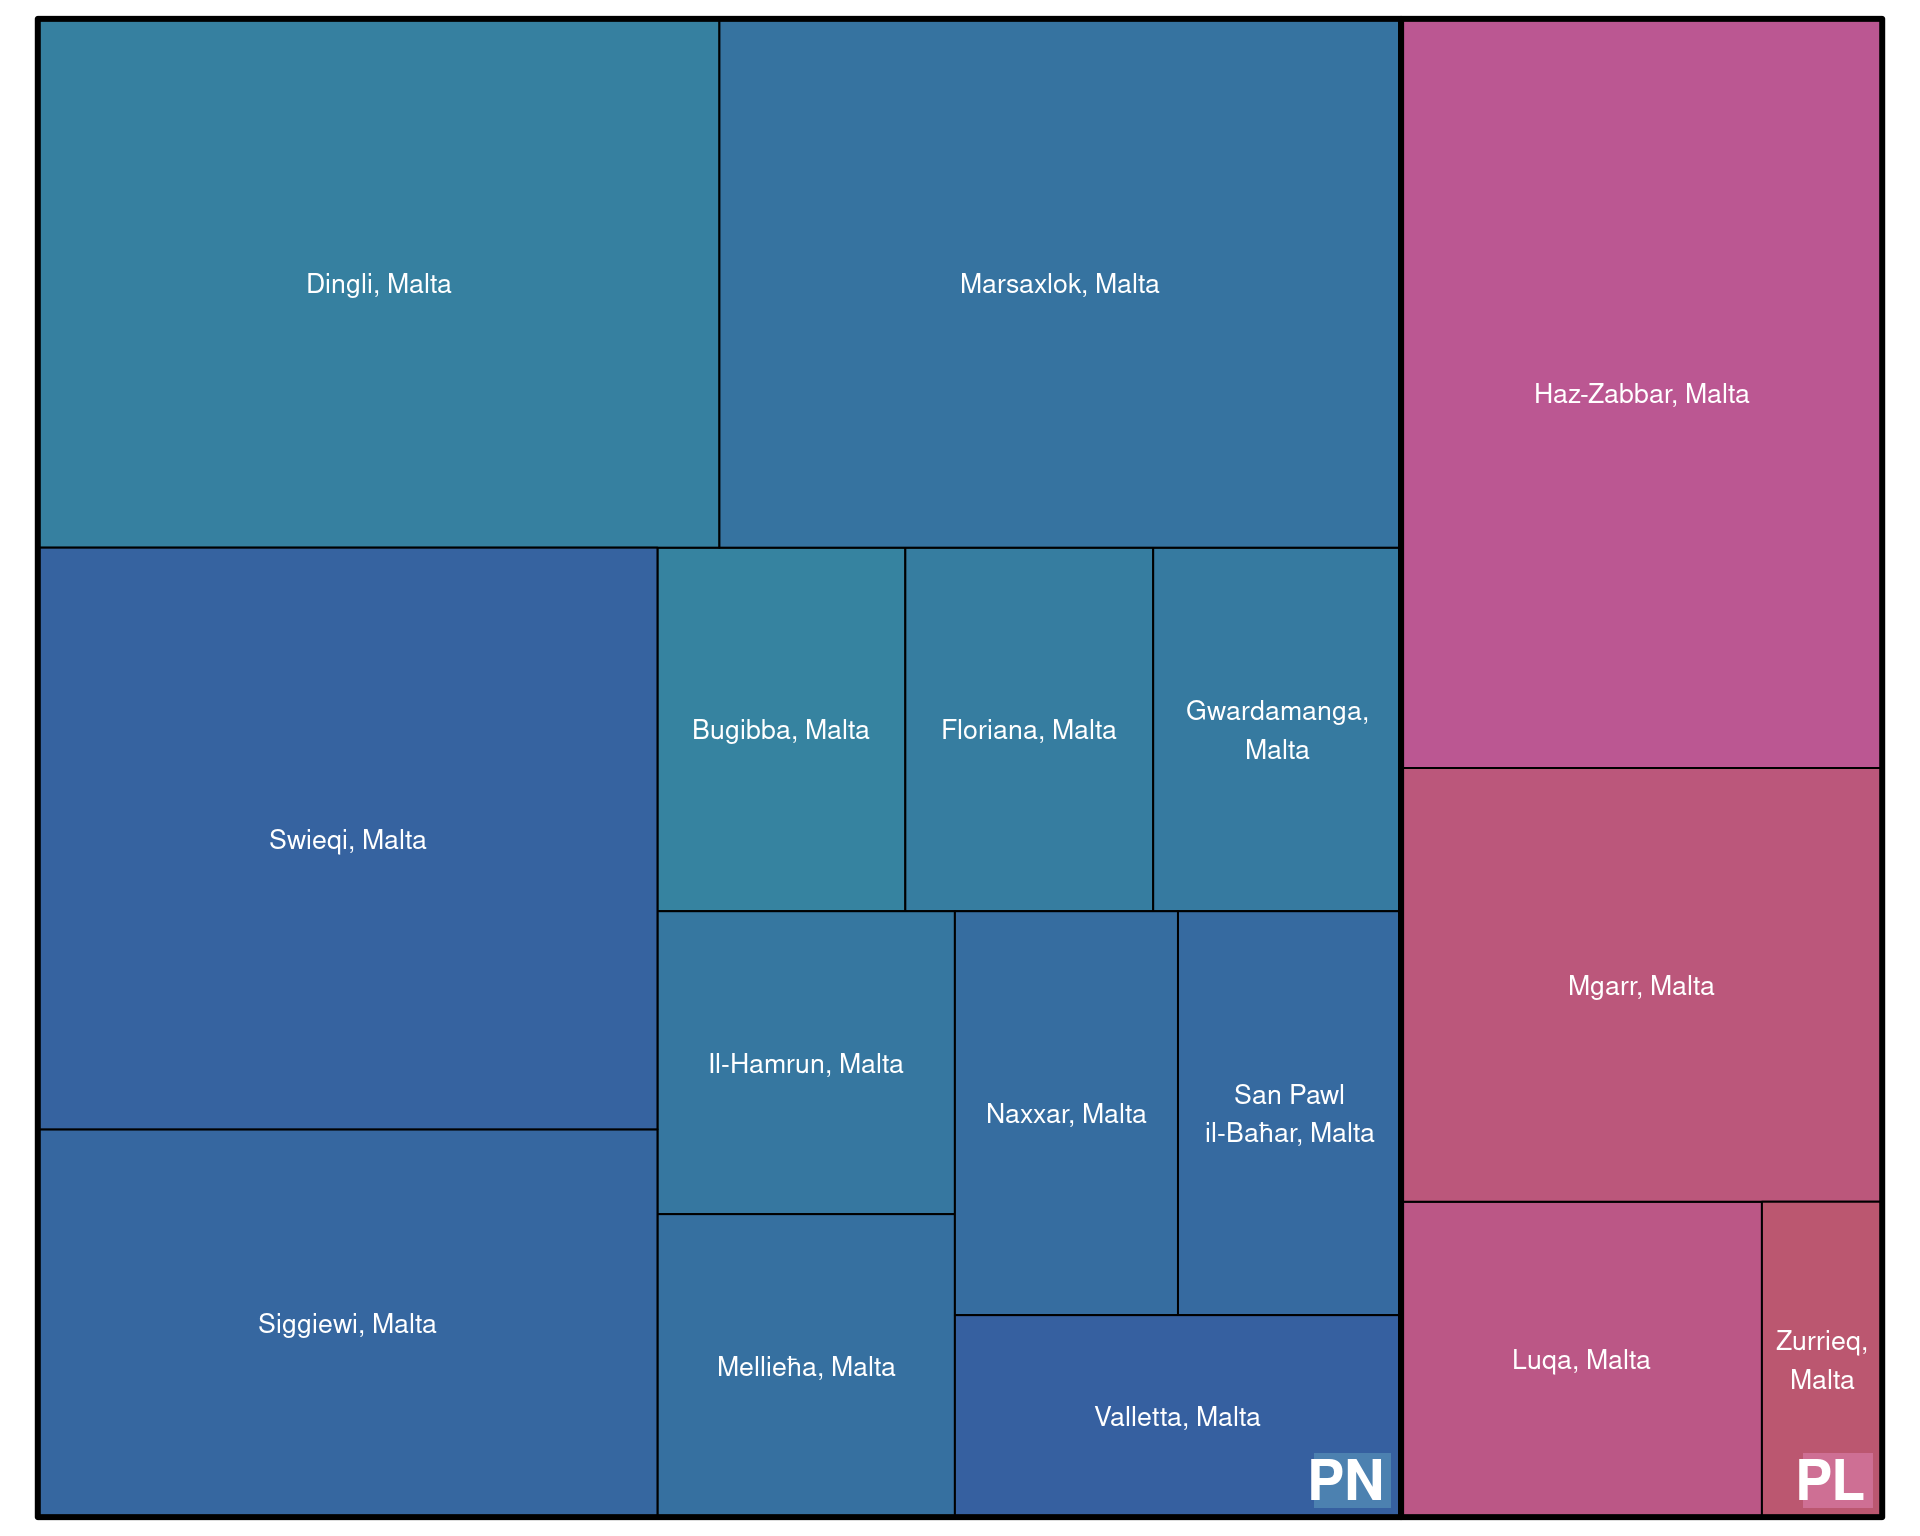 Dingli, Malta
Marsaxlok, Malta
Haz-Zabbar, Malta
Swieqi, Malta
Bugibba, Malta
Floriana, Malta
Gwardamanga,
Malta
Mgarr, Malta
Il-Hamrun, Malta
Naxxar, Malta
San Pawl
il-Baħar, Malta
Siggiewi, Malta
Mellieħa, Malta
Valletta, Malta
Luqa, Malta
Zurrieq,
Malta
PN
PL